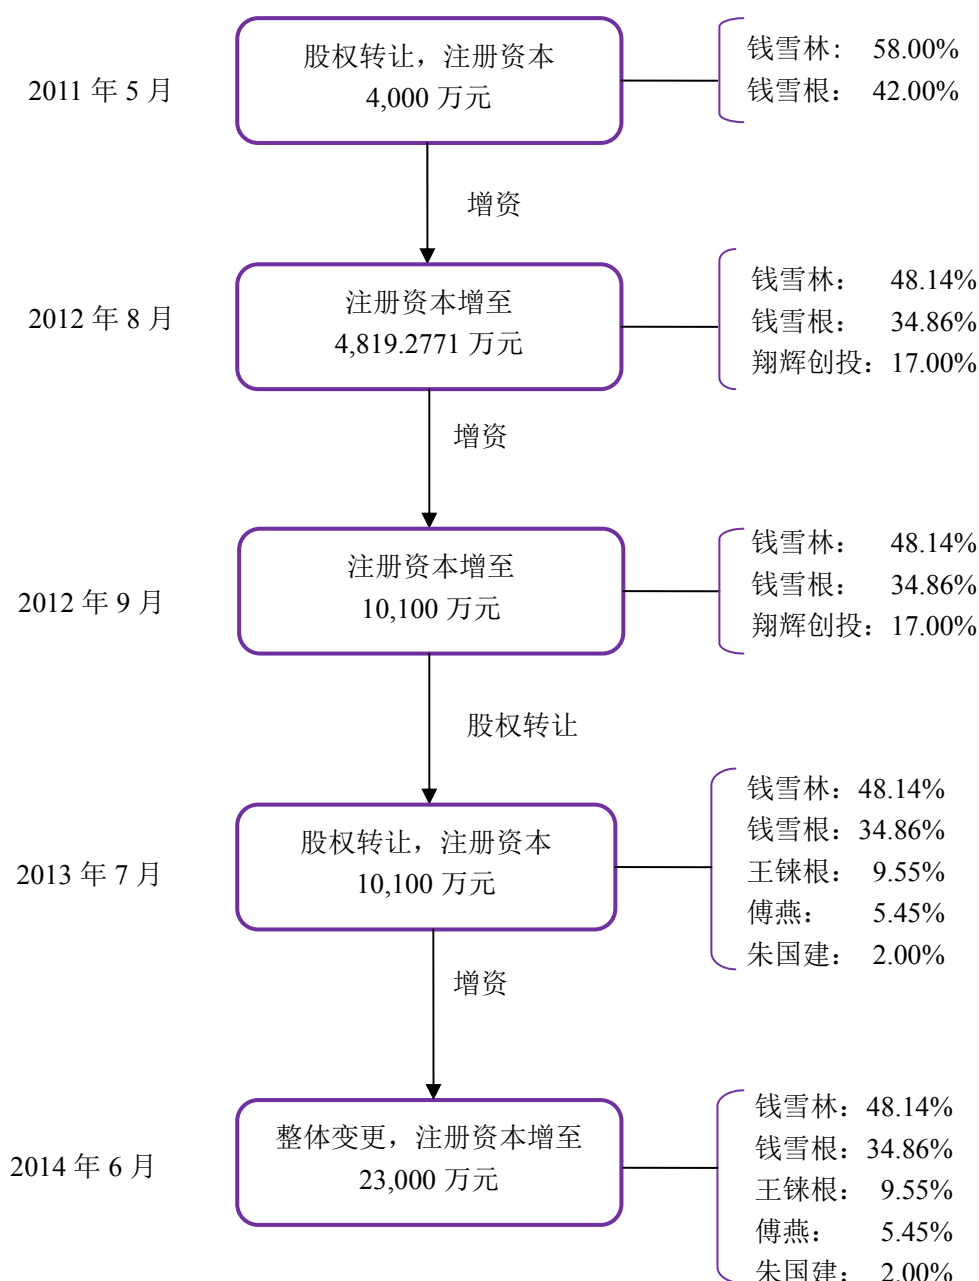 2011 年 5 月
股权转让，注册资本
4,000 万元
钱雪林: 58.00%
钱雪根： 42.00%
增资
2012 年 8 月
注册资本增至
4,819.2771 万元
钱雪林： 48.14%
钱雪根： 34.86%
翔辉创投：17.00%
增资
2012 年 9 月
注册资本增至
10,100 万元
钱雪林： 48.14%
钱雪根： 34.86%
翔辉创投：17.00%
股权转让
2013 年 7 月
股权转让，注册资本
10,100 万元
钱雪林：48.14%
钱雪根：34.86%
王铼根： 9.55%
傅燕： 5.45%
朱国建： 2.00%
增资
2014 年 6 月
整体变更，注册资本增至
23,000 万元
钱雪林：48.14%
钱雪根：34.86%
王铼根： 9.55%
傅燕： 5.45%
朱国建： 2.00%